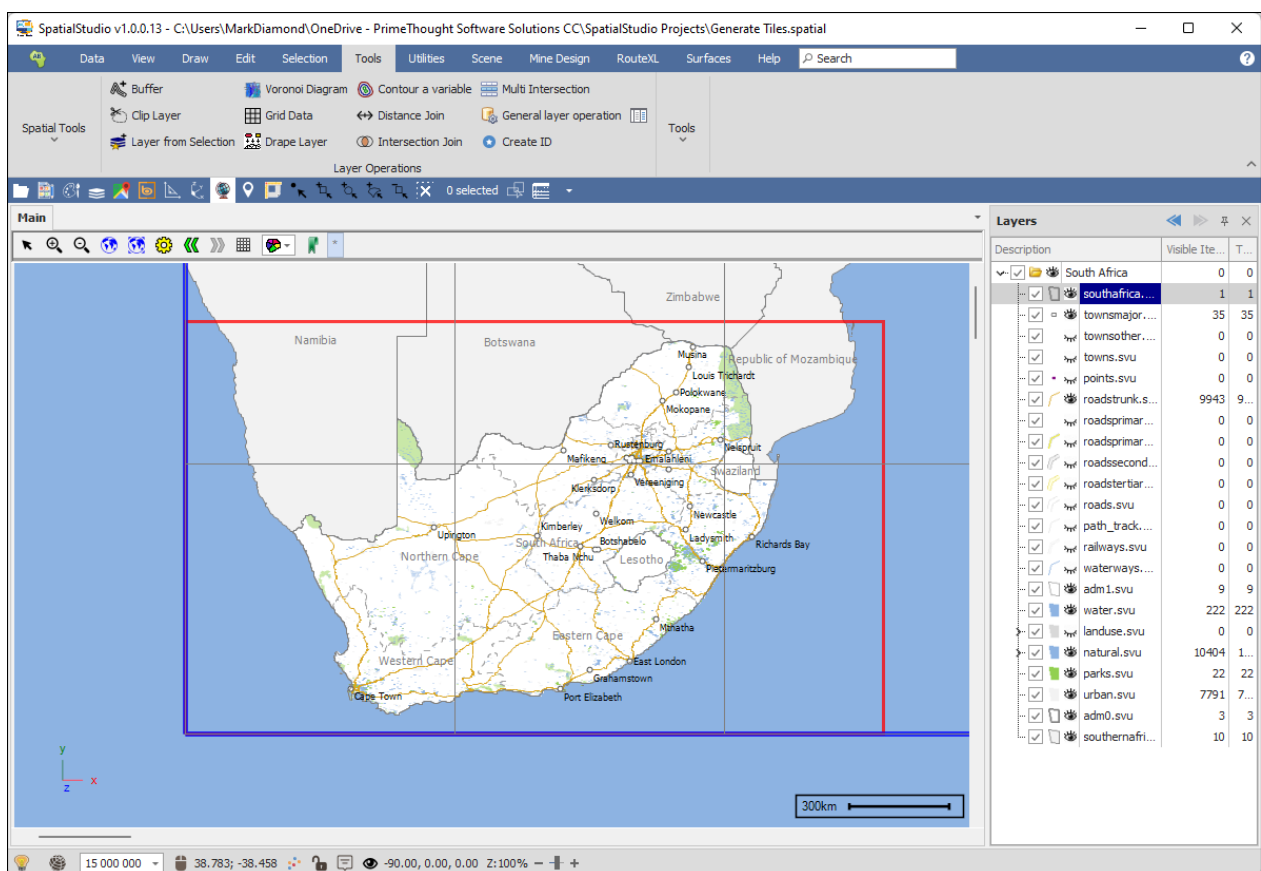 SpatialStudio v1.0.0.13 - C:\Users\MarkDiamond\OneDrive - PrimeThought Software Solutions CC\SpatialStudio Projects\Generate Tiles.spatial
Data View Draw Edit Selection Tools Utilities Scene Mine Design RouteXL Surfaces Help Search
Buffer Voronoi Diagram Contour a variable Multi Intersection
Clip Layer Grid Data Distance Join General layer operation
Spatial Tools Tools
Layer from Selection Drape Layer Intersection Join Create ID
Layer Operations
0 selected
Main
Layers
Description Visible Ite... T...
South Africa 0 0
southafrica.... 1 1
townsmajor.... 35 35
townsother.... 0 0
towns.svu 0 0
points.svu 0 0
roadstrunk.s... 9943 9...
roadsprimar... 0 0
roadsprimar... 0 0
roadssecond... 0 0
roadstertiar... 0 0
roads.svu 0 0
path_track.... 0 0
railways.svu 0 0
waterways.... 0 0
adm1.svu 9 9
water.svu 222 222
landuse.svu 0 0
natural.svu 10404 1...
parks.svu 22 22
urban.svu 7791 7...
adm0.svu 3 3
southernafri... 10 10
Zimbabwe
Namibia
Botswana
Musina
Republic of Mozambique
Louis Trichardt
Polokwane
Mokopane
Rustenburg
Nelspruit
Mafikeng
Emalahleni
Swaziland
Klerksdorp
Vereeniging
Newcastle
Welkom
Kimberley
Upington
Ladysmith
South Africa
Botshabelo
Richards Bay
Northern Cape
Thaba Nchu
Lesotho
Pietermaritzburg
Mthatha
Eastern Cape
Western Cape
East London
Grahamstown
Cape Town
Port Elizabeth
y
x
z
300km
15 000 000 38.783; -38.458 -90.00, 0.00, 0.00 Z:100%